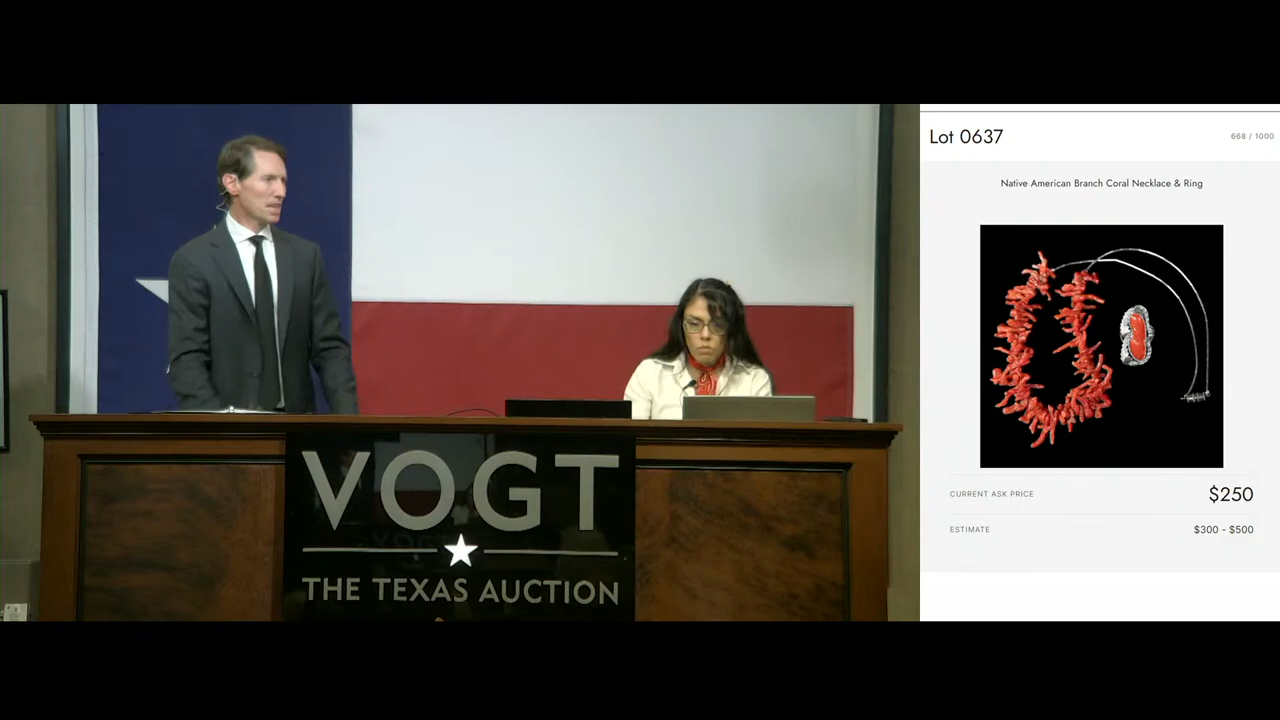 VOGT
THE TEXAS AUCTION
Lot 0637
668 / 1000
Native American Branch Coral Necklace & Ring
CURRENT ASK PRICE
$250
ESTIMATE
$300 - $500